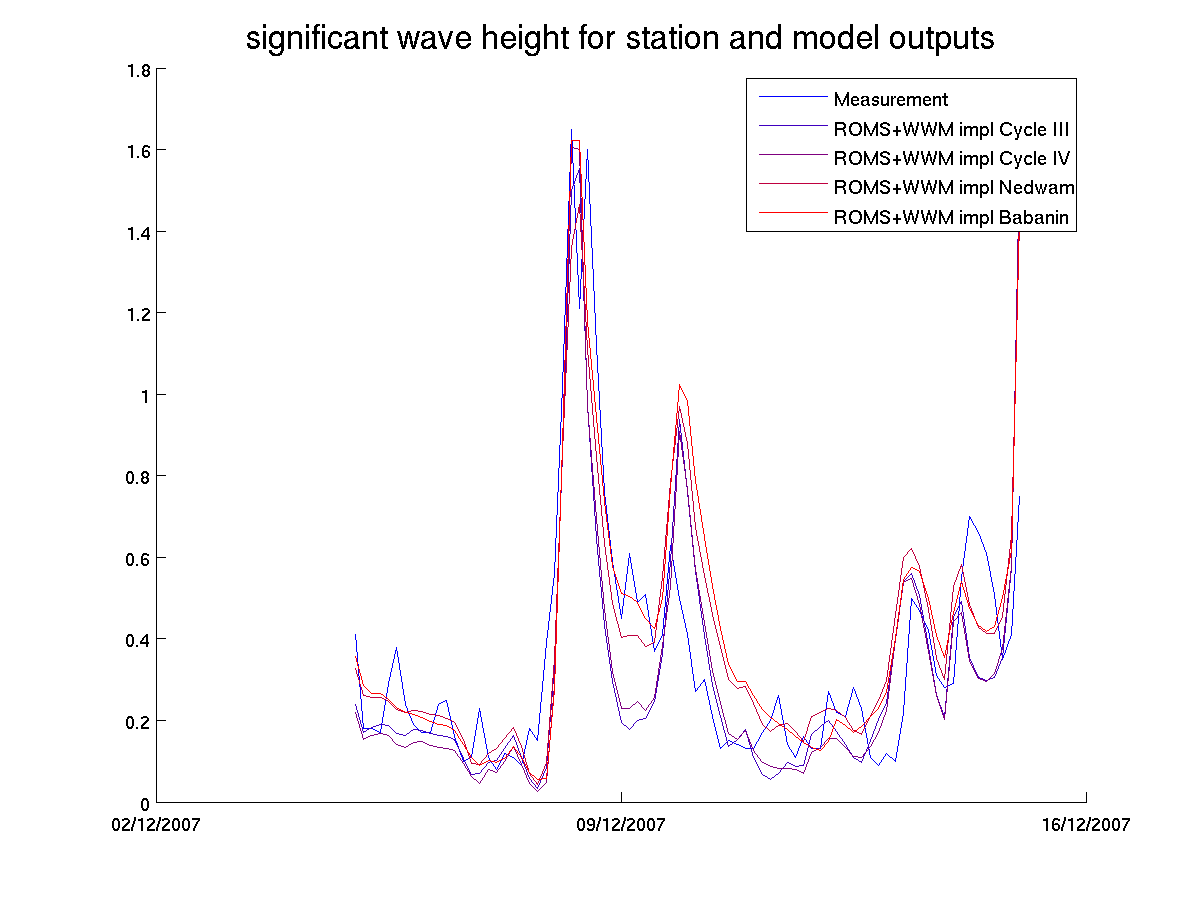 significant wave height for station and model outputs
1.8
1.6
1.4
1.2
1
0.8
0.6
0.4
0.2
0
02/12/2007
09/12/2007
16/12/2007
Measurement
ROMS+WWM impl Cycle III
ROMS+WWM impl Cycle IV
ROMS+WWM impl Nedwam
ROMS+WWM impl Babanin